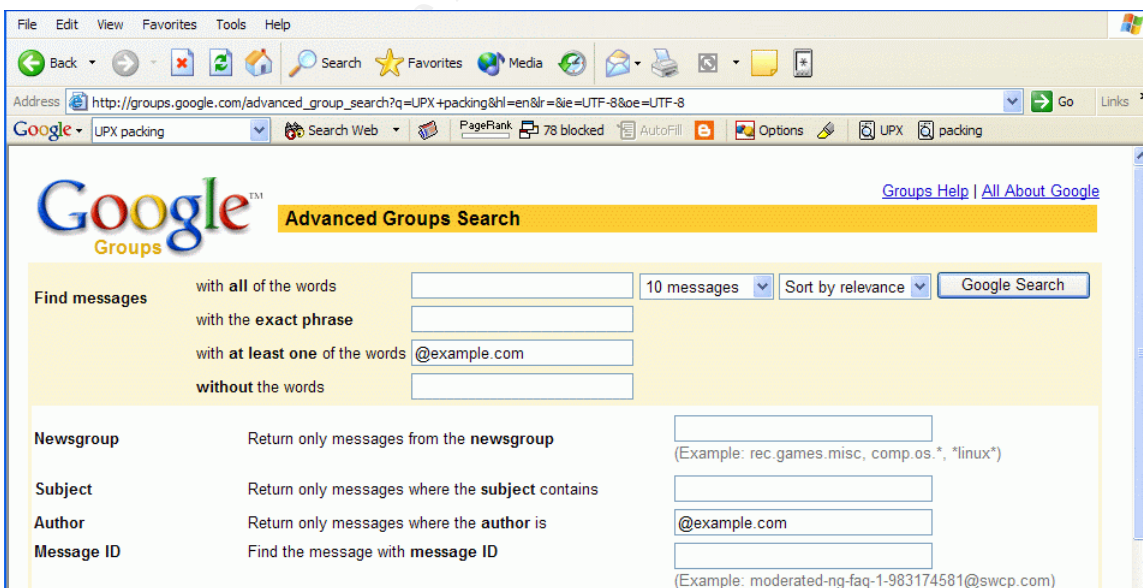 File Edit View Favorites Tools Help
Back Search Favorites Media
Address http://groups.google.com/advanced_group_search?q=UPX+packing&hl=en&lr=&ie=UTF-8&oe=UTF-8 Go Links
Google UPX packing Search Web PageRank 78 blocked AutoFill Options UPX packing
Groups Help | All About Google
Google™
Groups
Advanced Groups Search
Find messages
with all of the words 10 messages Sort by relevance Google Search
with the exact phrase
with at least one of the words @example.com
without the words
Newsgroup Return only messages from the newsgroup
(Example: rec.games.misc, comp.os.*, *linux*)
Subject Return only messages where the subject contains
Author Return only messages where the author is @example.com
Message ID Find the message with message ID
(Example: moderated-ng-faq-1-983174581@swcp.com)